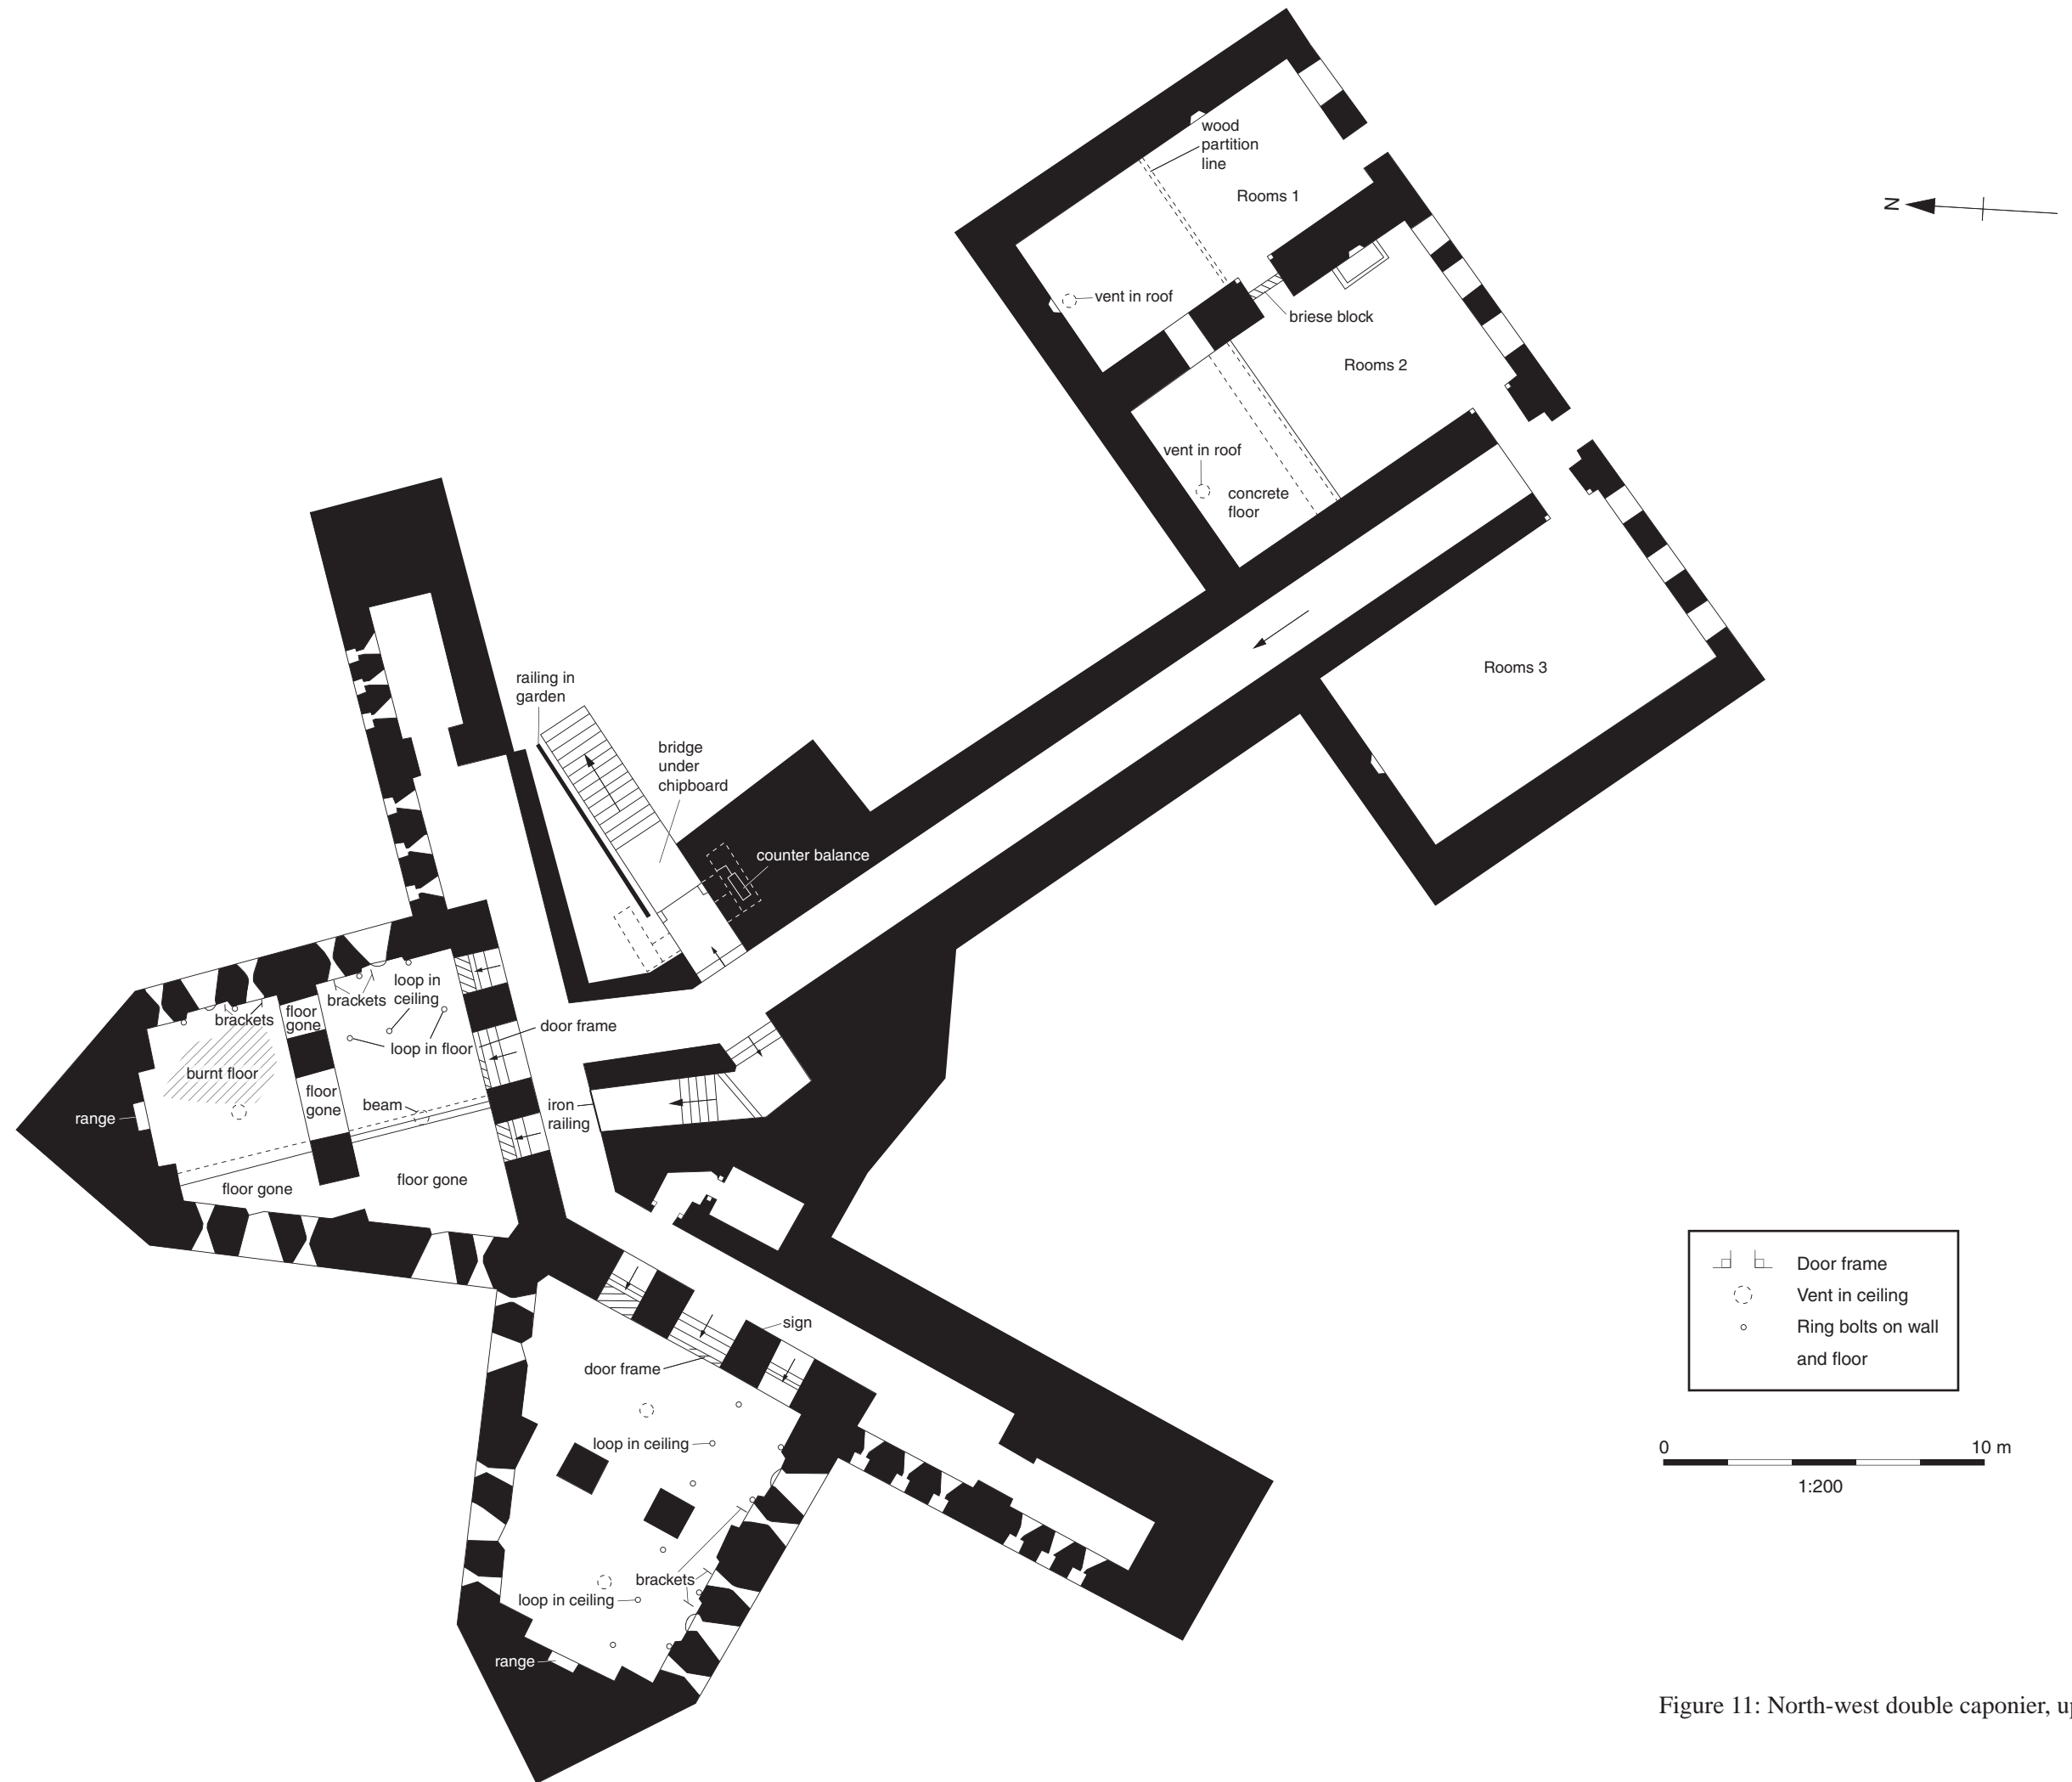 wood
partition
line
Rooms 1
N
vent in roof
briese block
Rooms 2
vent in roof
concrete
floor
Rooms 3
railing in
garden
bridge
under
chipboard
counter balance
loop in
ceiling
brackets
brackets
floor
gone
door frame
loop in floor
burnt floor
floor
gone
beam
iron
railing
range
floor gone
floor gone
sign
door frame
loop in ceiling
brackets
loop in ceiling
range
Door frame
Vent in ceiling
Ring bolts on wall
and floor
0 10 m
1:200
Figure 11: North-west double caponier, u